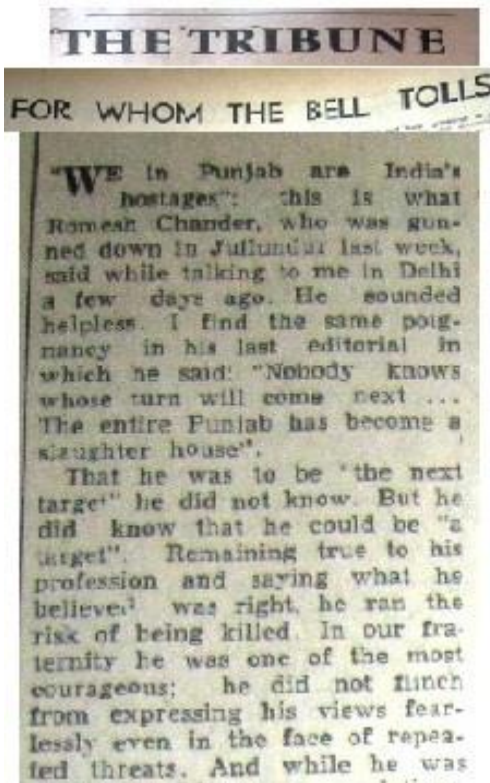 THE TRIBUNE
FOR WHOM THE BELL TOLLS
"WE in Punjab are India's
hostages": this is what
Romesh Chander, who was gun-
ned down in Jullundur last week,
said while talking to me in Delhi
a few days ago. He sounded
helpless. I find the same poig-
nancy in his last editorial in
which he said: "Nobody knows
whose turn will come next ...
The entire Punjab has become a
slaughter house".
That he was to be "the next
target" he did not know. But he
did know that he could be "a
target". Remaining true to his
profession and saying what he
believed was right, he ran the
risk of being killed. In our fra-
ternity he was one of the most
courageous; he did not flinch
from expressing his views fear-
lessly even in the face of repea-
ted threats. And while he was